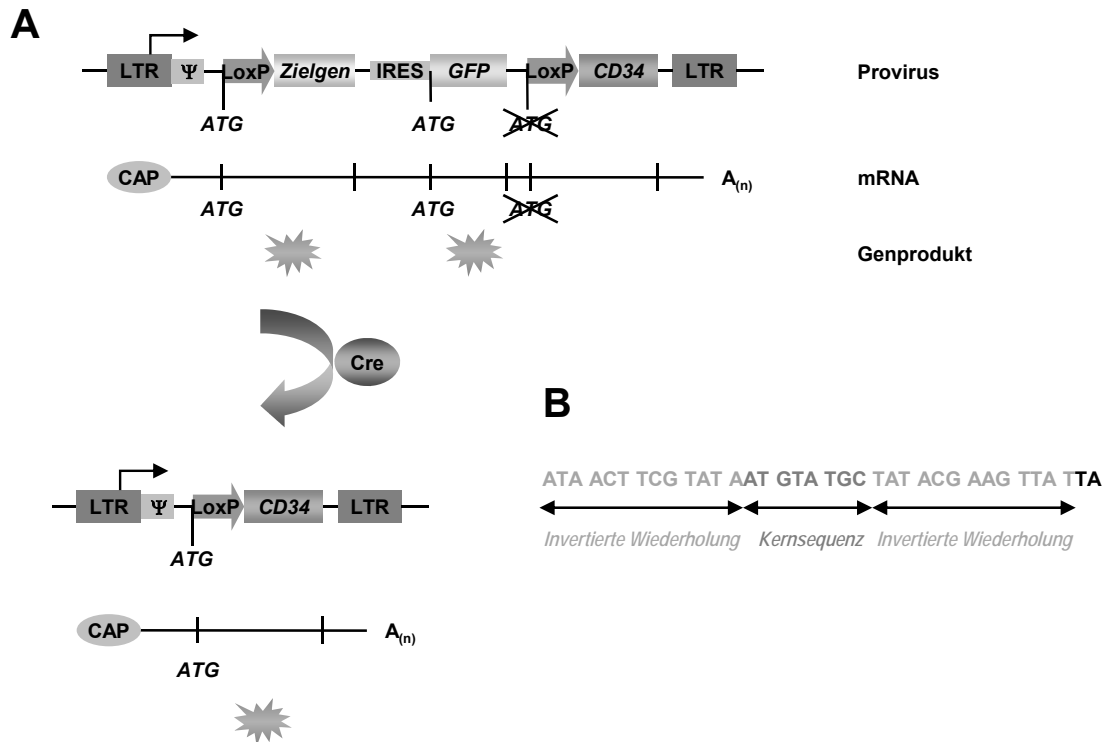 A
LTR Ψ LoxP Zielgen IRES GFP LoxP CD34 LTR Provirus
ATG ATG ATG
CAP A(n) mRNA
ATG ATG ATG
Genprodukt
Cre
B
ATA ACT TCG TAT AAT GTA TGC TAT ACG AAG TTA TTA
Invertierte Wiederholung Kernsequenz Invertierte Wiederholung
LTR Ψ LoxP CD34 LTR
ATG
CAP A(n)
ATG